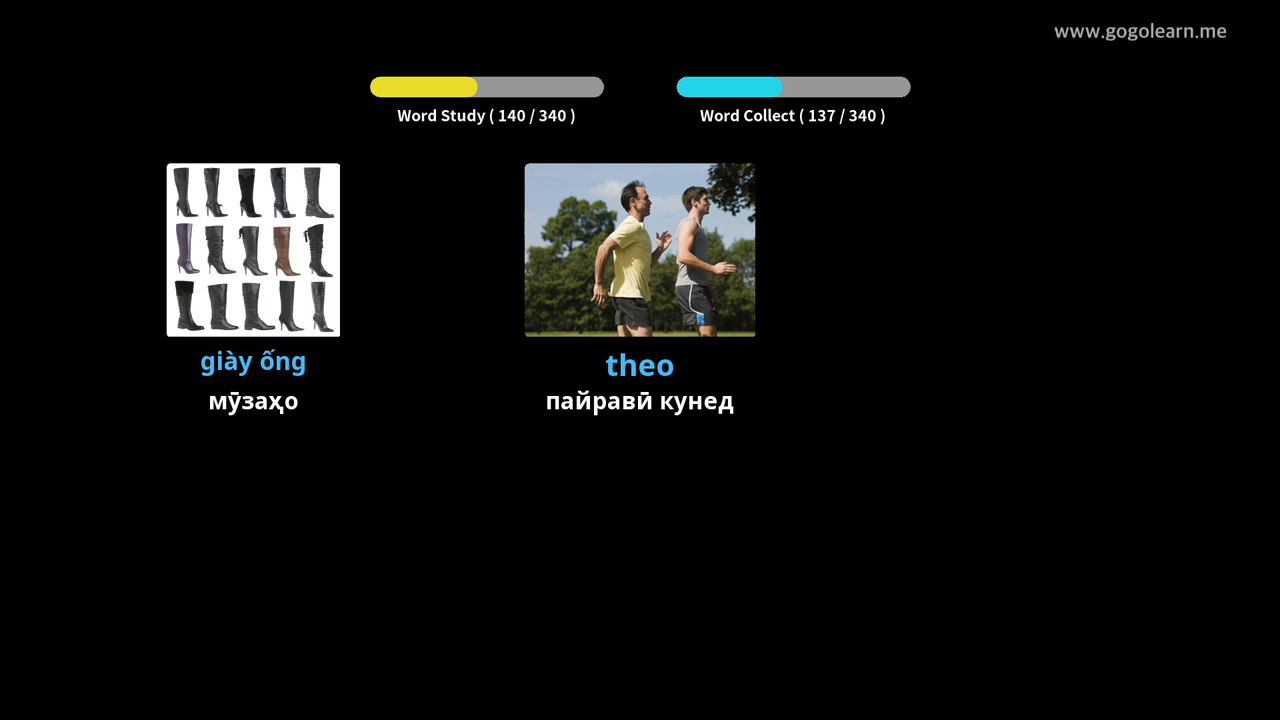 www.gogolearn.me
Word Study ( 140 / 340 )
Word Collect ( 137 / 340 )
giày ống
мӯзаҳо
theo
пайравӣ кунед